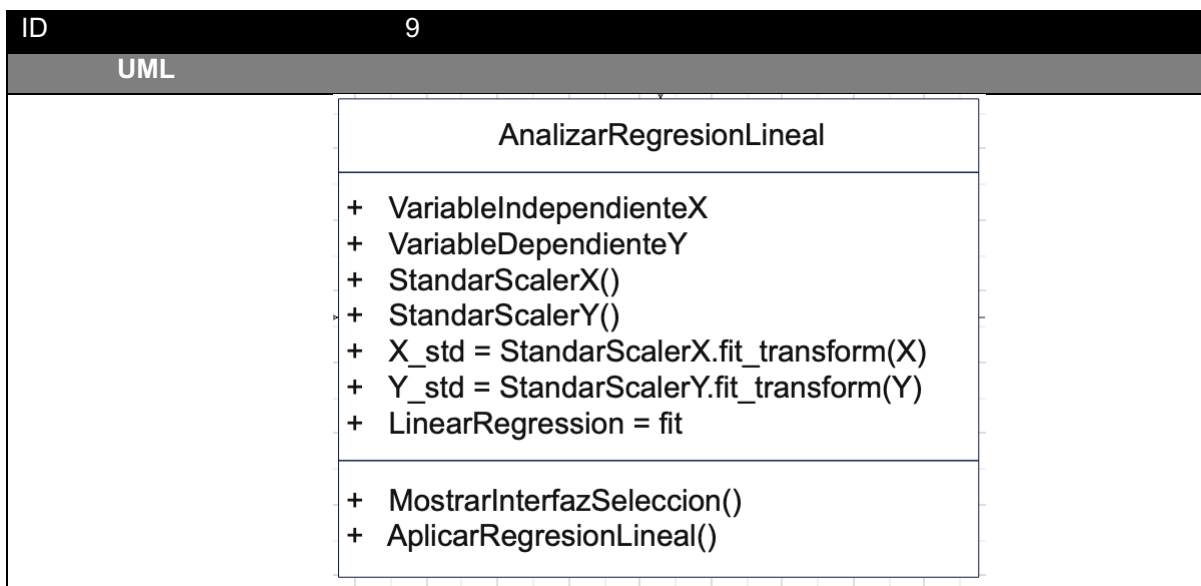 ID 9
UML
AnalizarRegresionLineal
+ VariableIndependienteX
+ VariableDependienteY
+ StandarScalerX()
+ StandarScalerY()
+ X_std = StandarScalerX.fit_transform(X)
+ Y_std = StandarScalerY.fit_transform(Y)
+ LinearRegression = fit
+ MostrarInterfazSeleccion()
+ AplicarRegresionLineal()